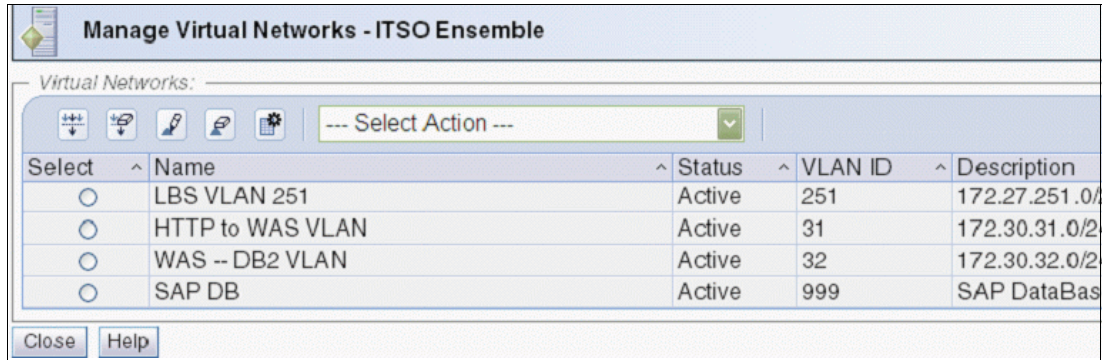 Manage Virtual Networks - ITSO Ensemble
Virtual Networks:
--- Select Action ---
Select Name Status VLAN ID Description
LBS VLAN 251 Active 251 172.27.251.0/
HTTP to WAS VLAN Active 31 172.30.31.0/2
WAS -- DB2 VLAN Active 32 172.30.32.0/2
SAP DB Active 999 SAP DataBas
Close Help